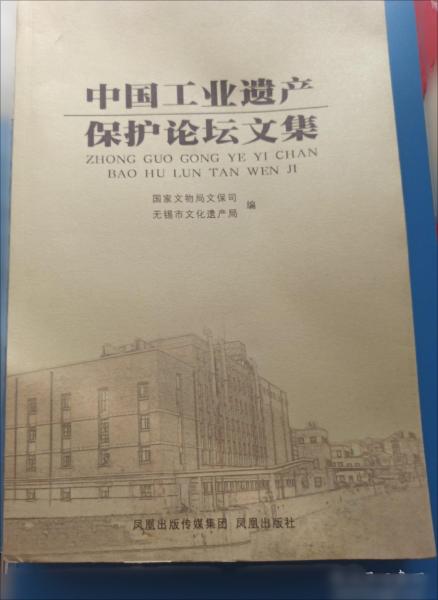 中国工业遗产
保护论坛文集
ZHONG GUO GONG YE YI CHAN
BAO HU LUN TAN WEN JI
国家文物局文保司
无锡市文化遗产局 编
凤凰出版传媒集团 凤凰出版社